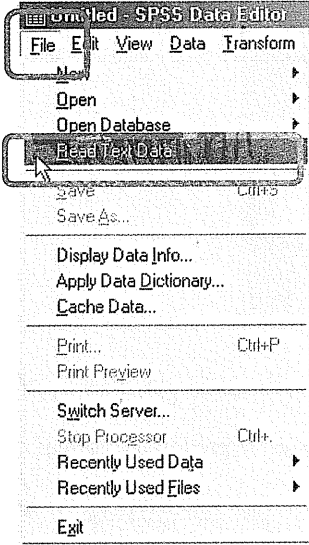 Untitled - SPSS Data Editor
File Edit View Data Transform
New
Open
Open Database
Read Text Data
Save Ctrl+S
Save As...
Display Data Info...
Apply Data Dictionary...
Cache Data...
Print... Ctrl+P
Print Preview
Switch Server...
Stop Processor Ctrl+.
Recently Used Data
Recently Used Files
Exit